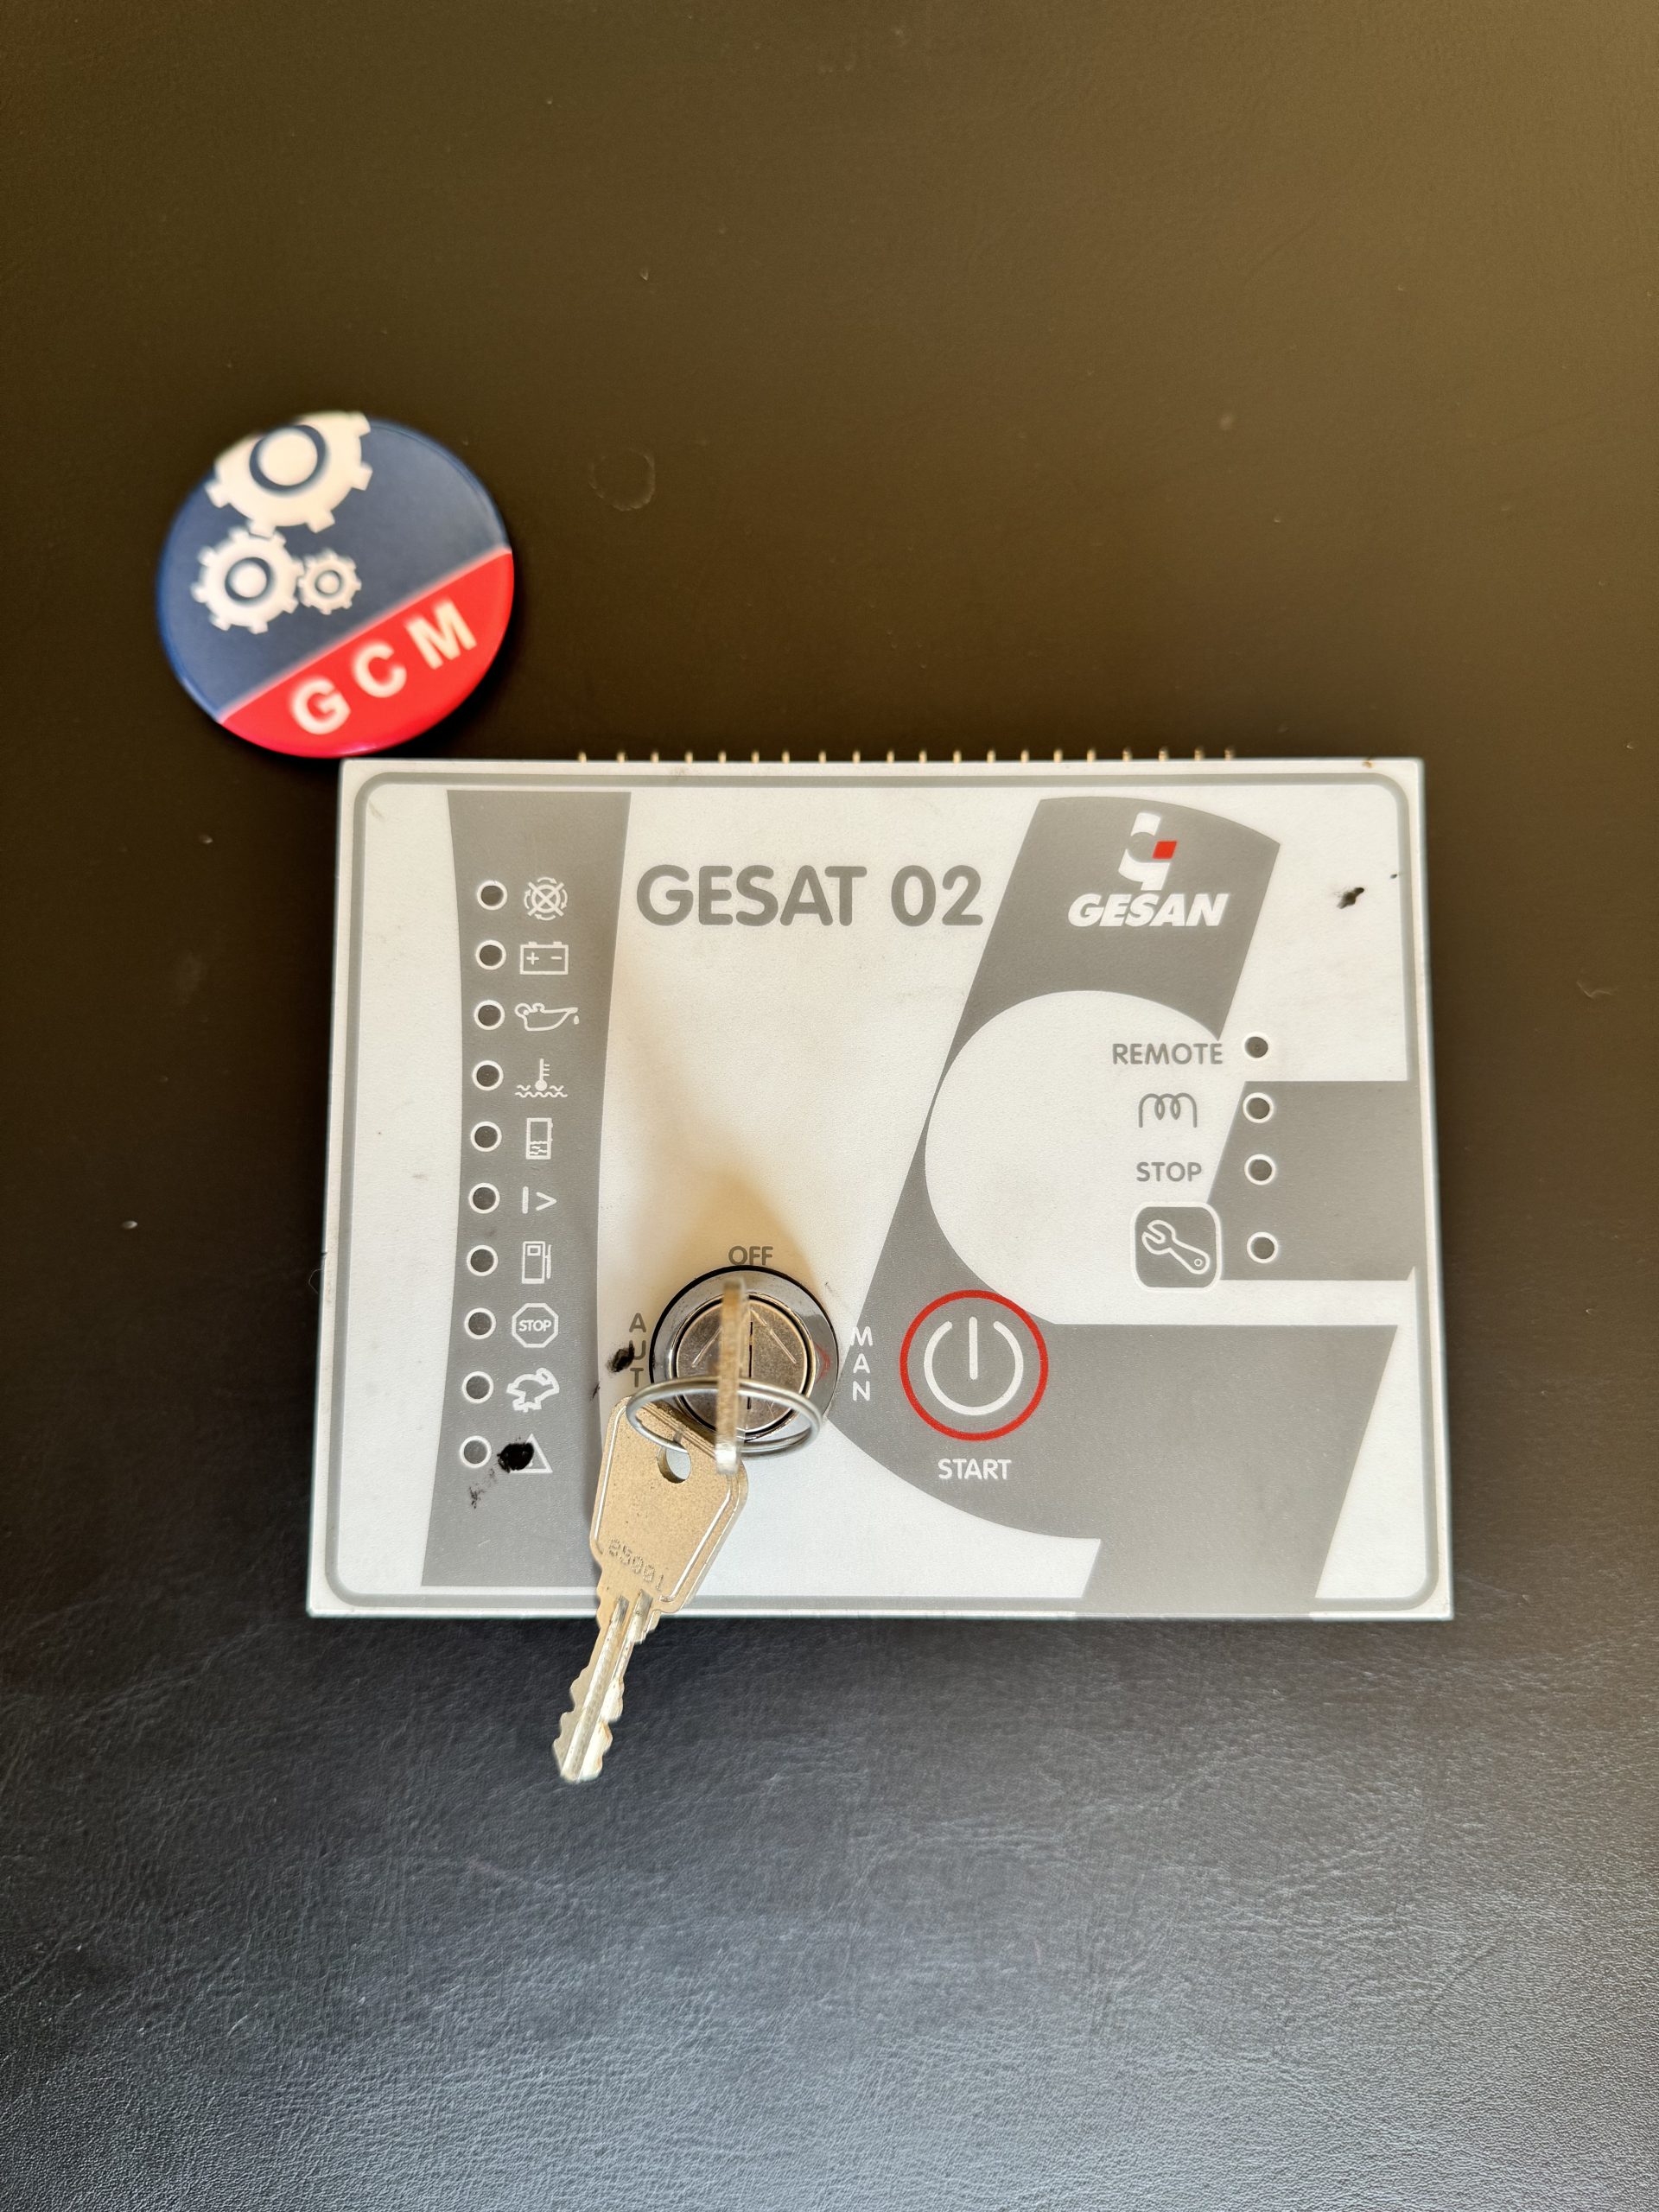 GCM
GESAT 02
GESAN
REMOTE
STOP
I >
STOP
OFF
AUT
MAN
START